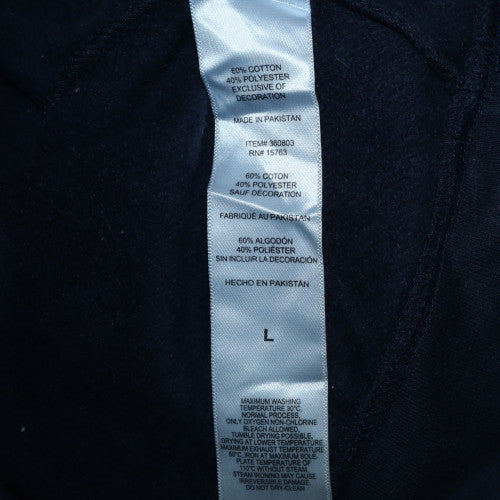 60% COTTON
40% POLYESTER
EXCLUSIVE OF
DECORATION
MADE IN PAKISTAN
ITEM# 360803
RN# 15763
60% COTON
40% POLYESTER
SAUF DÉCORATION
FABRIQUÉ AU PAKISTAN
60% ALGODÓN
40% POLIÉSTER
SIN INCLUIR LA DECORACIÓN
HECHO EN PAKISTÁN
L
MAXIMUM WASHING
TEMPERATURE 30°C,
NORMAL PROCESS,
ONLY OXYGEN NON-CHLORINE
BLEACH ALLOWED,
TUMBLE DRYING POSSIBLE,
DRYING AT LOWER TEMPERATURE
MAXIMUM EXHAUST TEMPERATURE
60°C, IRON AT MAXIMUM SOLE-
PLATE TEMPERATURE OF
110°C WITHOUT STEAM.
STEAM IRONING MAY CAUSE
IRREVERSIBLE DAMAGE,
DO NOT DRY CLEAN